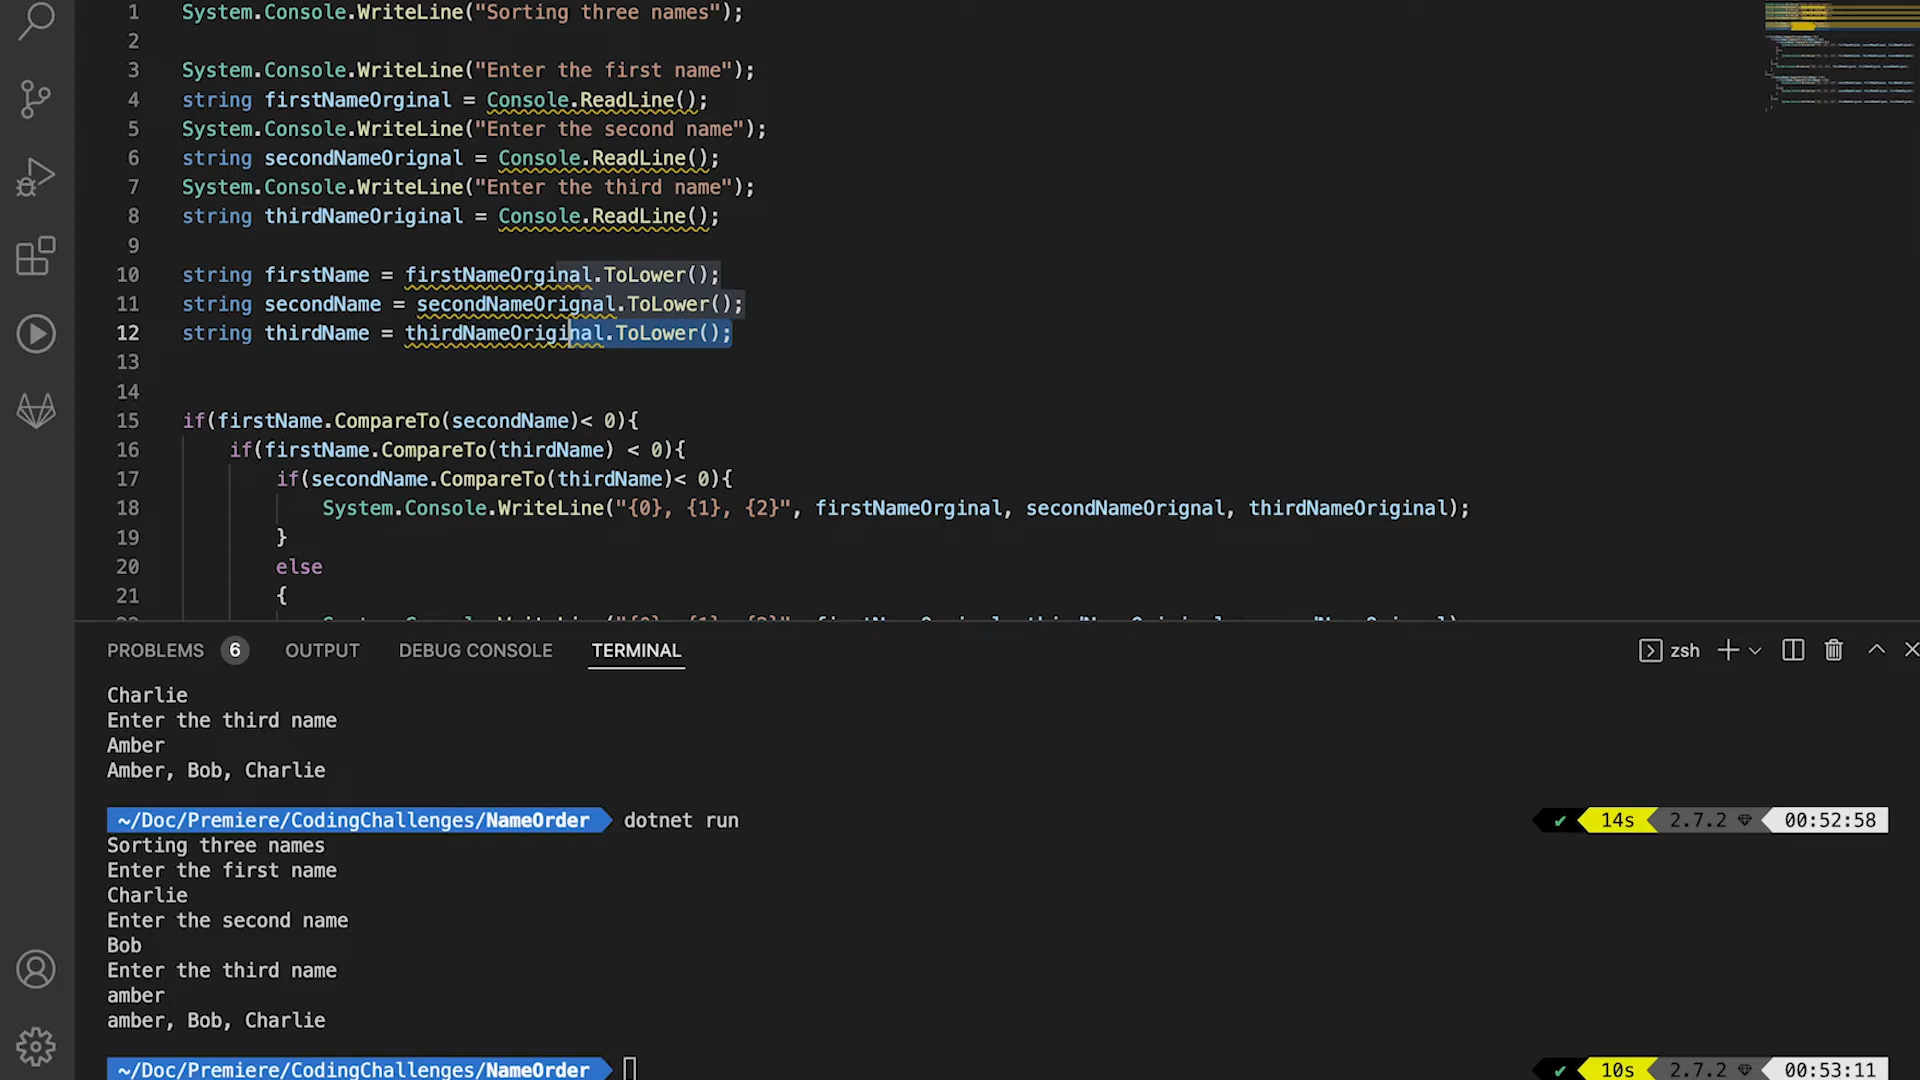 1 System.Console.WriteLine("Sorting three names");
2
3 System.Console.WriteLine("Enter the first name");
4 string firstNameOrginal = Console.ReadLine();
5 System.Console.WriteLine("Enter the second name");
6 string secondNameOrignal = Console.ReadLine();
7 System.Console.WriteLine("Enter the third name");
8 string thirdNameOriginal = Console.ReadLine();
9
10 string firstName = firstNameOrginal.ToLower();
11 string secondName = secondNameOrignal.ToLower();
12 string thirdName = thirdNameOriginal.ToLower();
13
14
15 if(firstName.CompareTo(secondName)< 0){
16 if(firstName.CompareTo(thirdName) < 0){
17 if(secondName.CompareTo(thirdName)< 0){
18 System.Console.WriteLine("{0}, {1}, {2}", firstNameOrginal, secondNameOrignal, thirdNameOriginal);
19 }
20 else
21 {
PROBLEMS 6 OUTPUT DEBUG CONSOLE TERMINAL zsh
Charlie
Enter the third name
Amber
Amber, Bob, Charlie
~/Doc/Premiere/CodingChallenges/NameOrder dotnet run ✔ 14s 2.7.2 00:52:58
Sorting three names
Enter the first name
Charlie
Enter the second name
Bob
Enter the third name
amber
amber, Bob, Charlie
~/Doc/Premiere/CodingChallenges/NameOrder ✔ 10s 2.7.2 00:53:11